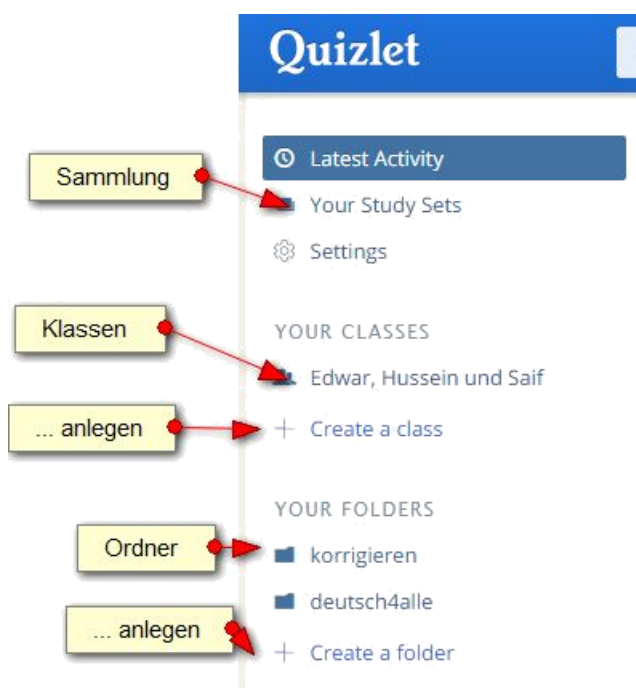 Quizlet
Latest Activity
Sammlung
Your Study Sets
Settings
Klassen
YOUR CLASSES
Edwar, Hussein und Saif
... anlegen
Create a class
YOUR FOLDERS
Ordner
korrigieren
deutsch4alle
... anlegen
Create a folder